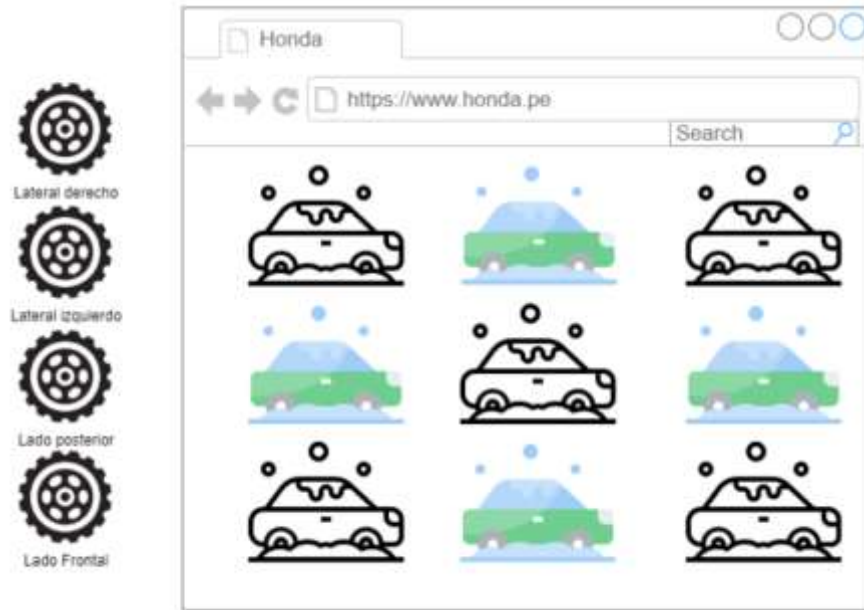 Honda
https://www.honda.pe
Search
Lateral derecho
Lateral izquierdo
Lado posterior
Lado Frontal